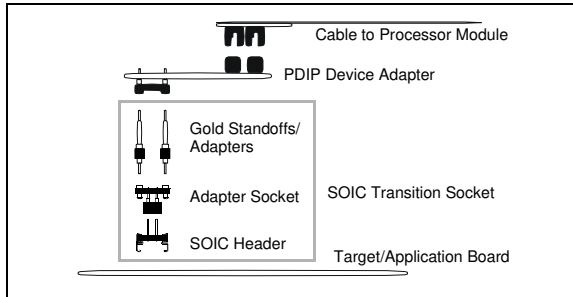 Cable to Processor Module
PDIP Device Adapter
Gold Standoffs/
Adapters
Adapter Socket
SOIC Transition Socket
SOIC Header
Target/Application Board